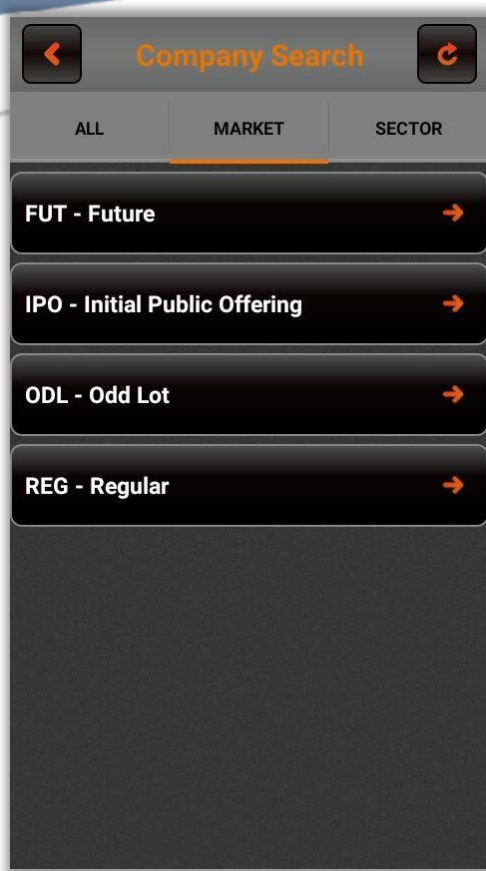 Company Search
ALL MARKET SECTOR
FUT - Future
IPO - Initial Public Offering
ODL - Odd Lot
REG - Regular